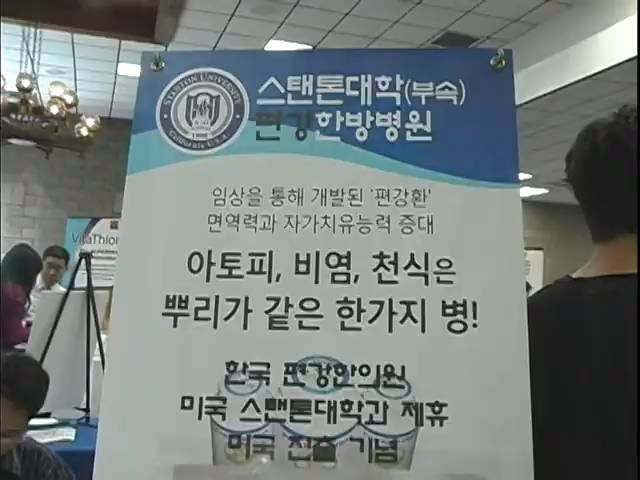 STANTON UNIVERSITY
California U.S.A
스탠톤대학(부속)
편강한방병원
임상을 통해 개발된 '편강환'
면역력과 자가치유능력 증대
아토피, 비염, 천식은
뿌리가 같은 한가지 병!
한국 편강한의원
미국 스탠톤대학과 제휴
미국 진출 기념